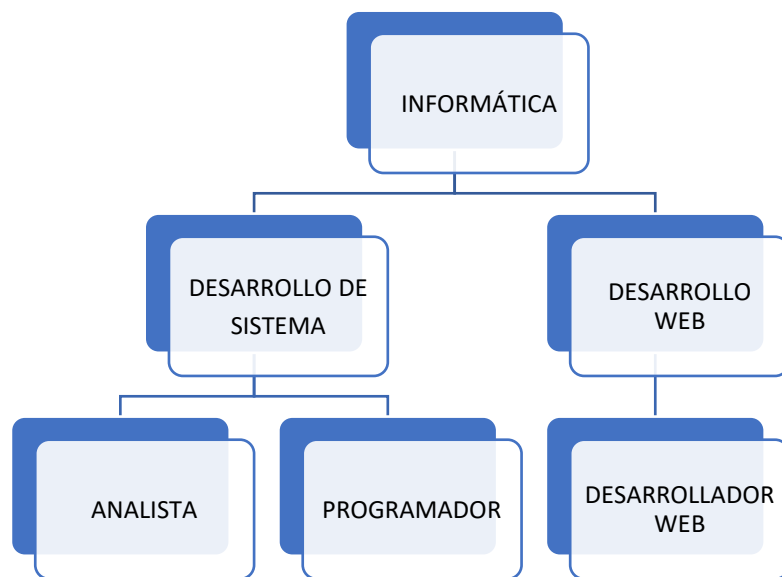 INFORMÁTICA
DESARROLLO DE
SISTEMA
DESARROLLO
WEB
ANALISTA
PROGRAMADOR
DESARROLLADOR
WEB